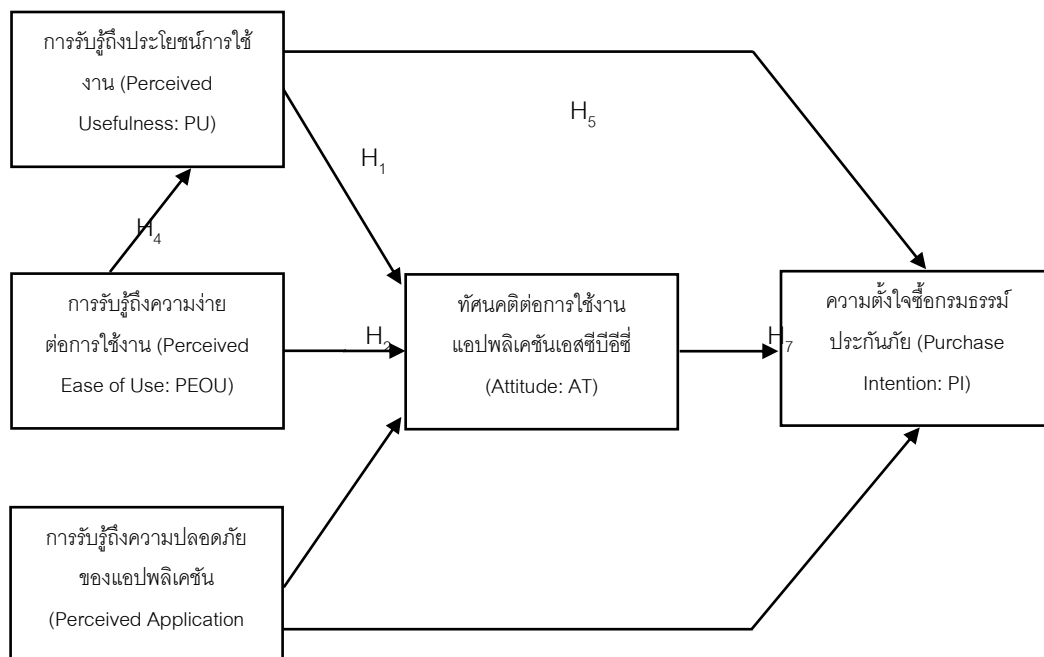 การรับรู้ถึงประโยชน์การใช้
งาน (Perceived
Usefulness: PU)
H₅
H₁
H₄
การรับรู้ถึงความง่าย
ต่อการใช้งาน (Perceived
Ease of Use: PEOU)
H₂
ทัศนคติต่อการใช้งาน
แอปพลิเคชันเอสซีบีอีซี่
(Attitude: AT)
H₇
ความตั้งใจซื้อกรมธรรม์
ประกันภัย (Purchase
Intention: PI)
การรับรู้ถึงความปลอดภัย
ของแอปพลิเคชัน
(Perceived Application